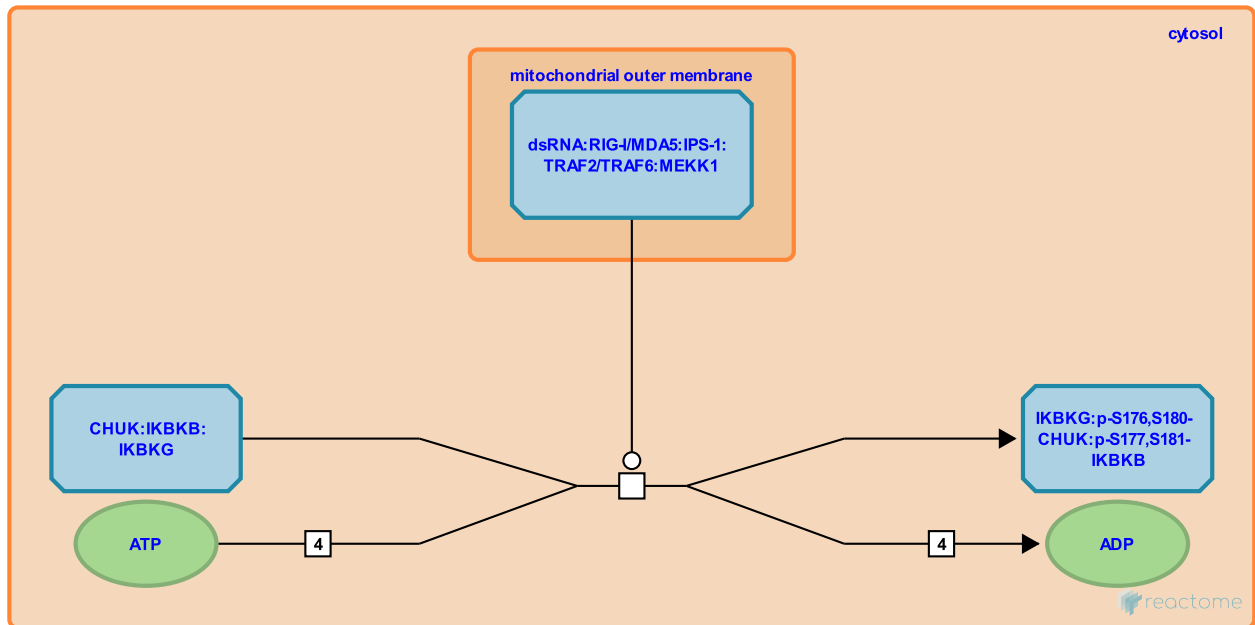 cytosol
mitochondrial outer membrane
dsRNA:RIG-I/MDA5:IPS-1:
TRAF2/TRAF6:MEKK1
CHUK:IKBKB:
IKBKG
IKBKG:p-S176,S180-
CHUK:p-S177,S181-
IKBKB
ATP
4
4
ADP
reactome